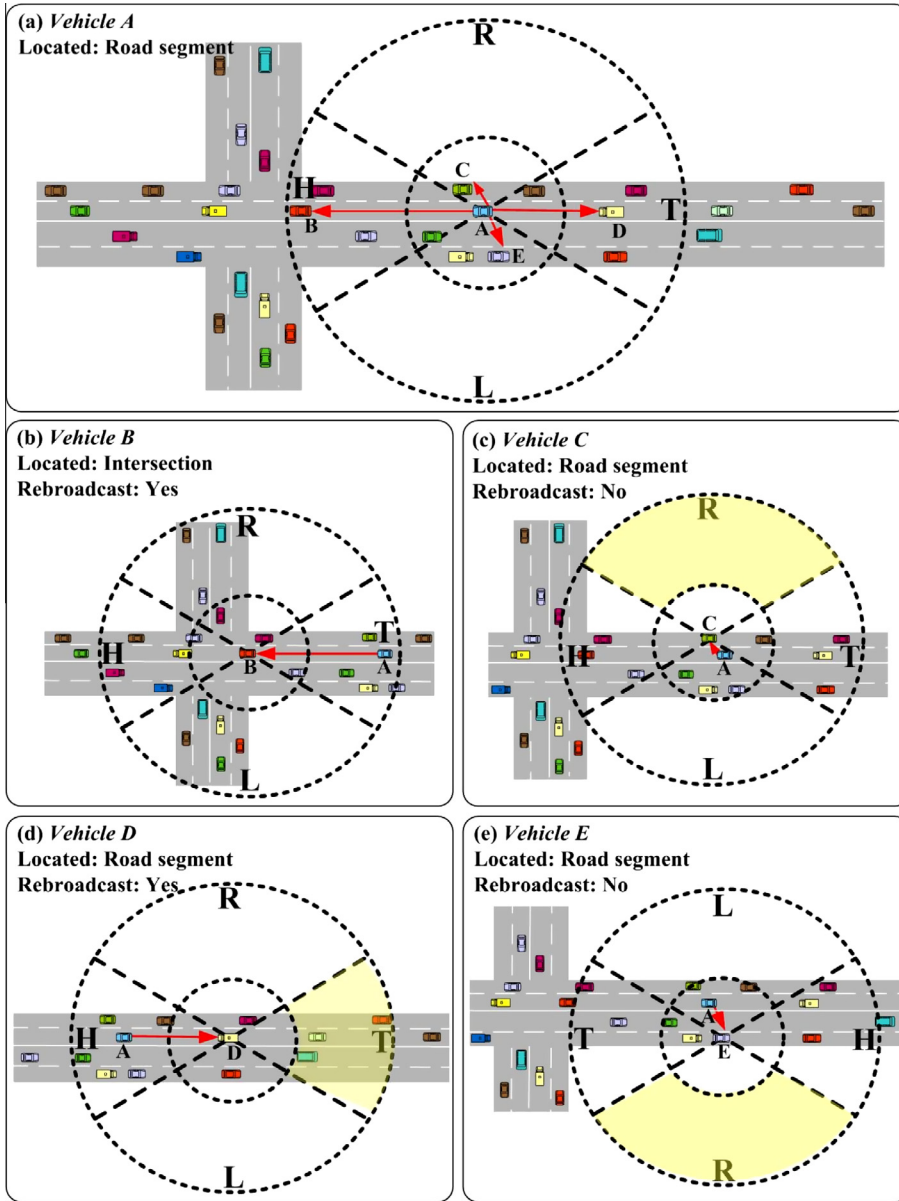 (a) Vehicle A
Located: Road segment
R
C
H
T
B
A
D
E
L
(b) Vehicle B
Located: Intersection
Rebroadcast: Yes
R
T
H
B
A
L
(c) Vehicle C
Located: Road segment
Rebroadcast: No
R
C
H
A
T
L
(d) Vehicle D
Located: Road segment
Rebroadcast: Yes
R
H
A
D
T
L
(e) Vehicle E
Located: Road segment
Rebroadcast: No
L
A
T
E
H
R